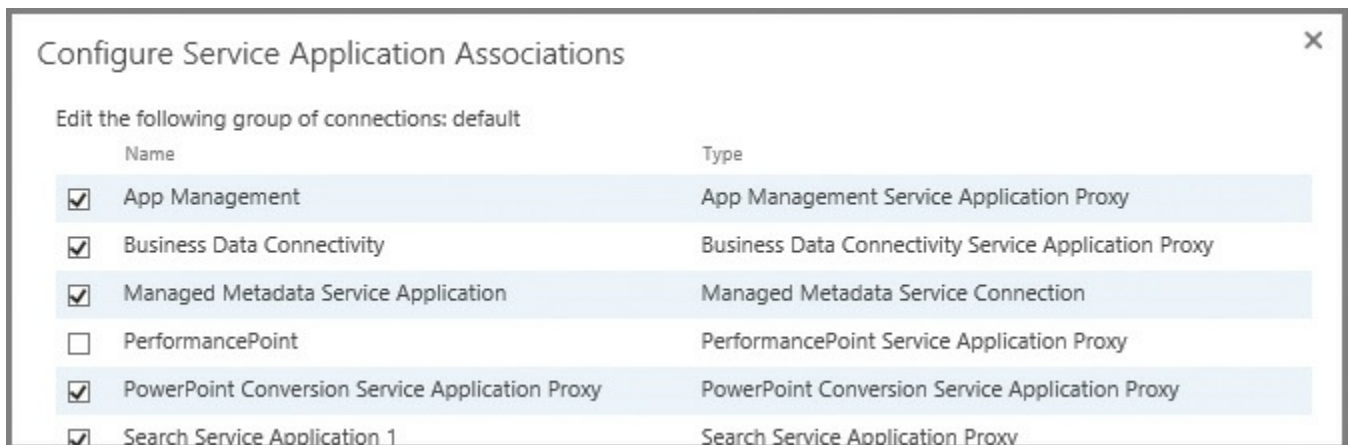 Configure Service Application Associations
Edit the following group of connections: default
Name Type
App Management App Management Service Application Proxy
Business Data Connectivity Business Data Connectivity Service Application Proxy
Managed Metadata Service Application Managed Metadata Service Connection
PerformancePoint PerformancePoint Service Application Proxy
PowerPoint Conversion Service Application Proxy PowerPoint Conversion Service Application Proxy
Search Service Application 1 Search Service Application Proxy